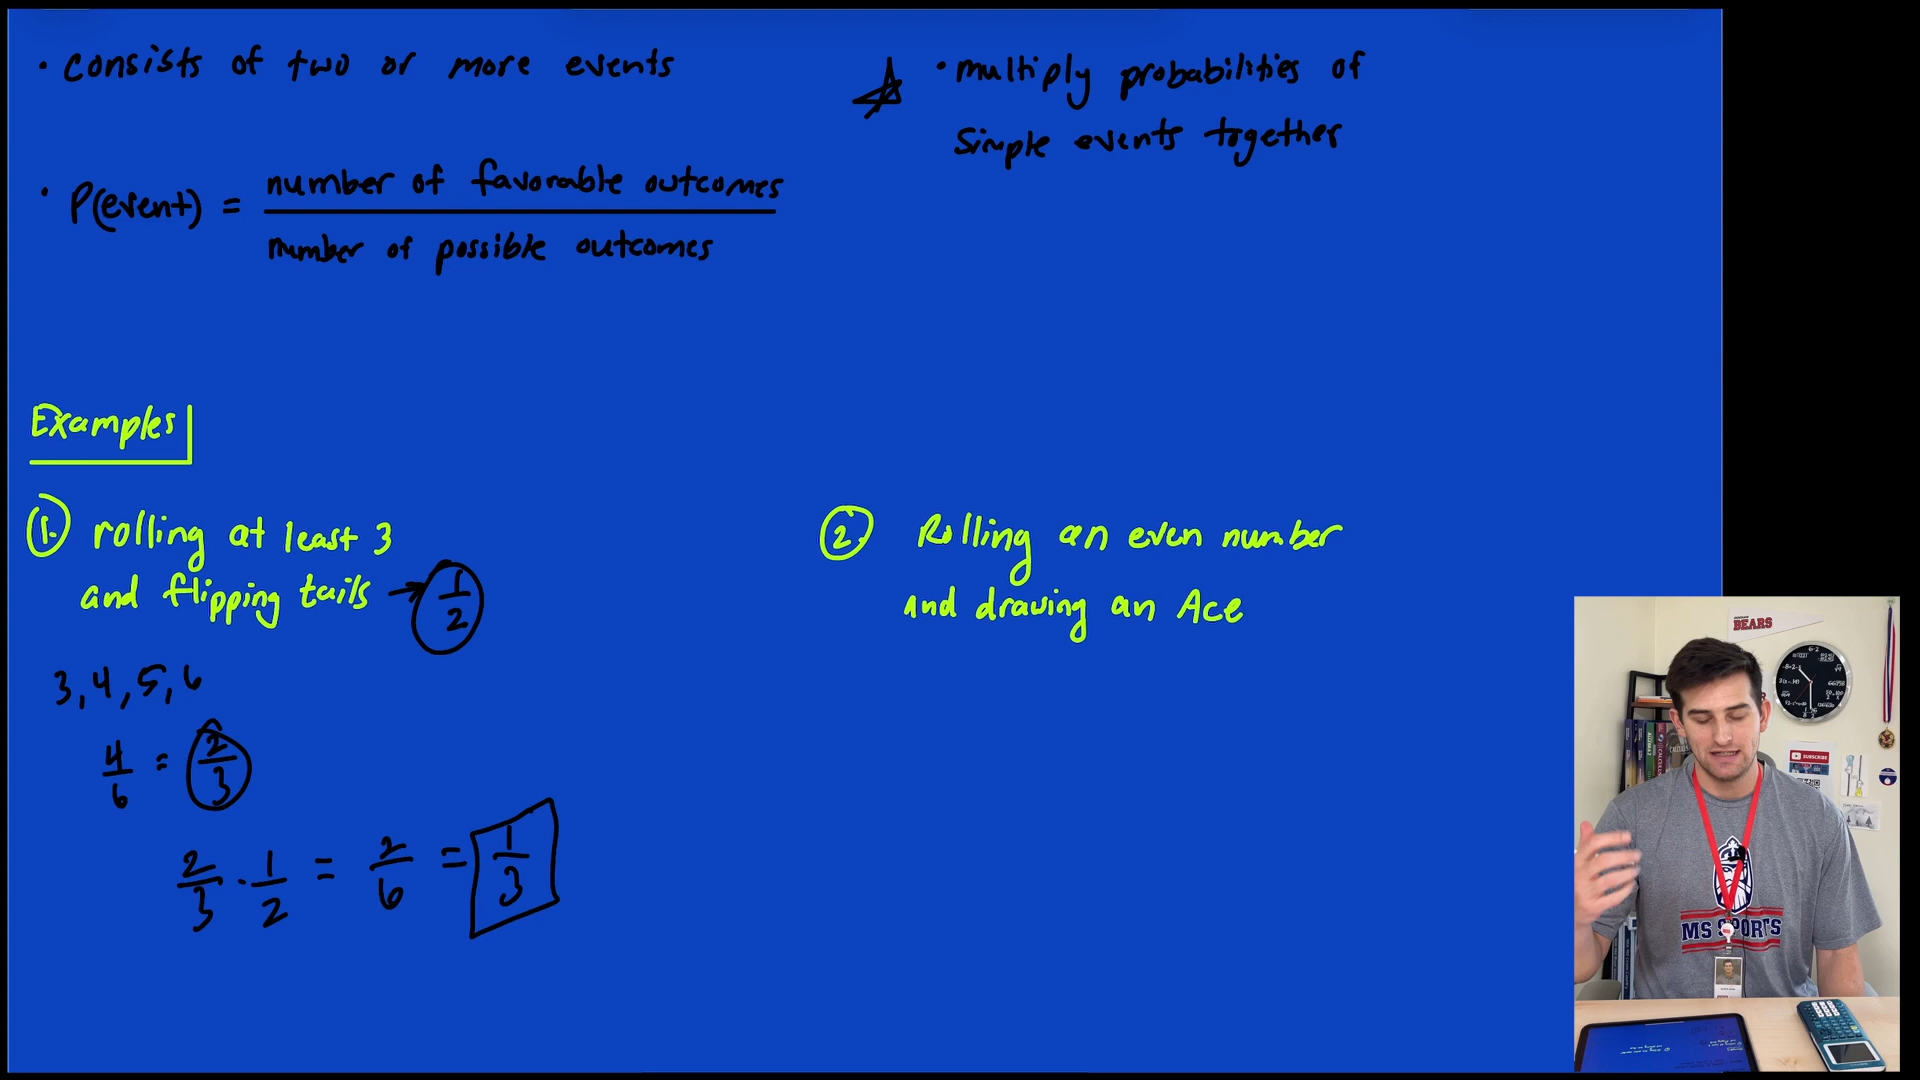 • consists of two or more events
• P(event) = number of favorable outcomes
number of possible outcomes
• multiply probabilities of
simple events together
Examples
1. rolling at least 3
and flipping tails → 1/2
3, 4, 5, 6
4/6 = 2/3
2/3 · 1/2 = 2/6 = 1/3
2. Rolling an even number
and drawing an Ace
BEARS
SUBSCRIBE
MS SPORTS